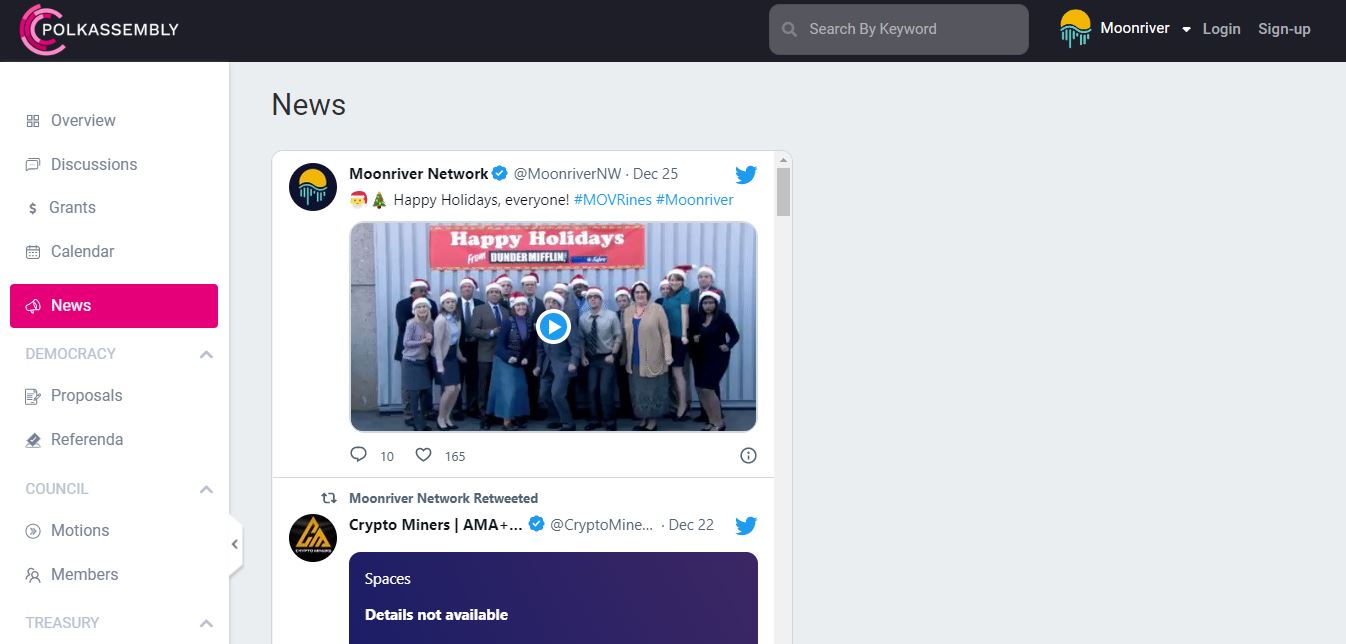 POLKASSEMBLY
Search By Keyword
Moonriver
Login
Sign-up
Overview
Discussions
Grants
Calendar
News
DEMOCRACY
Proposals
Referenda
COUNCIL
Motions
Members
TREASURY
News
Moonriver Network @MoonriverNW · Dec 25
🎅🎄 Happy Holidays, everyone! #MOVRines #Moonriver
Happy Holidays
From DUNDER MIFFLIN
10
165
Moonriver Network Retweeted
Crypto Miners | AMA+... @CryptoMine... · Dec 22
Spaces
Details not available